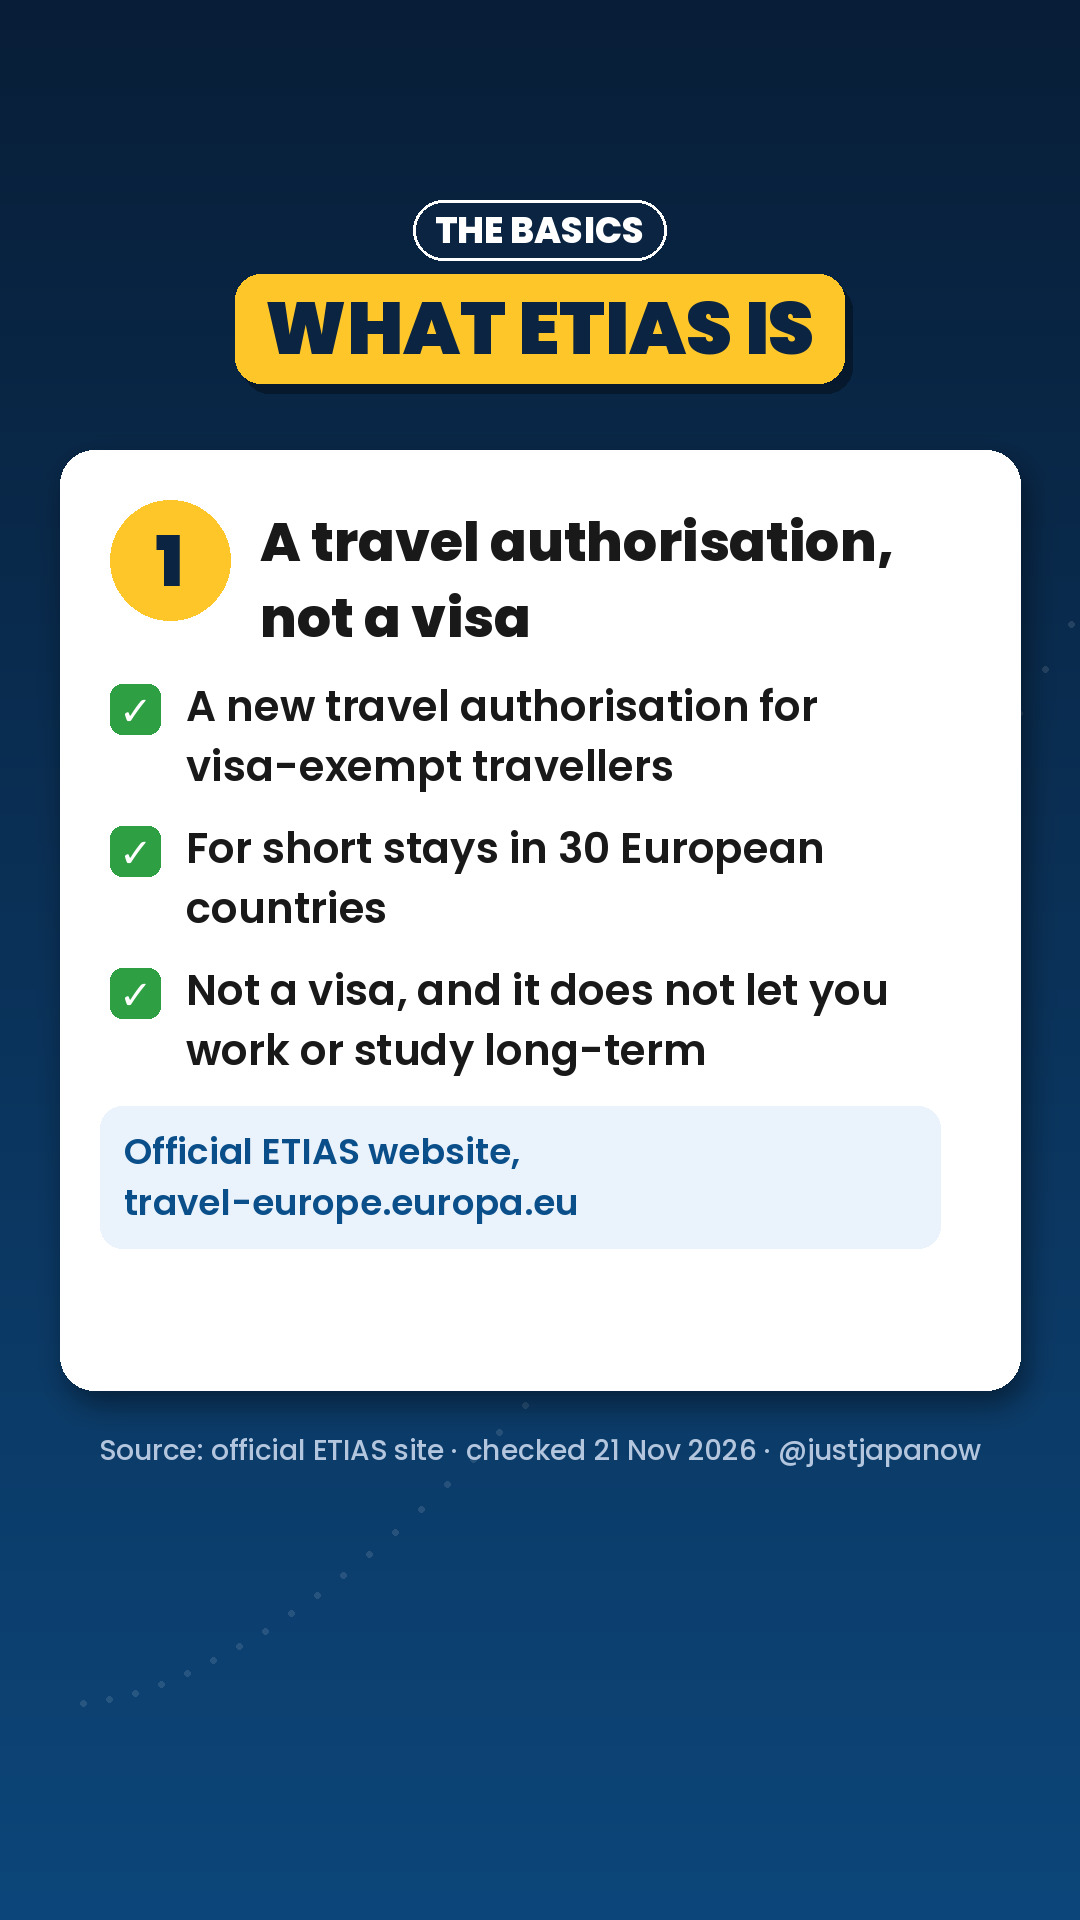 THE BASICS
WHAT ETIAS IS
1
A travel authorisation,
not a visa
✓ A new travel authorisation for
visa-exempt travellers
✓ For short stays in 30 European
countries
✓ Not a visa, and it does not let you
work or study long-term
Official ETIAS website,
travel-europe.europa.eu
Source: official ETIAS site · checked 21 Nov 2026 · @justjapanow